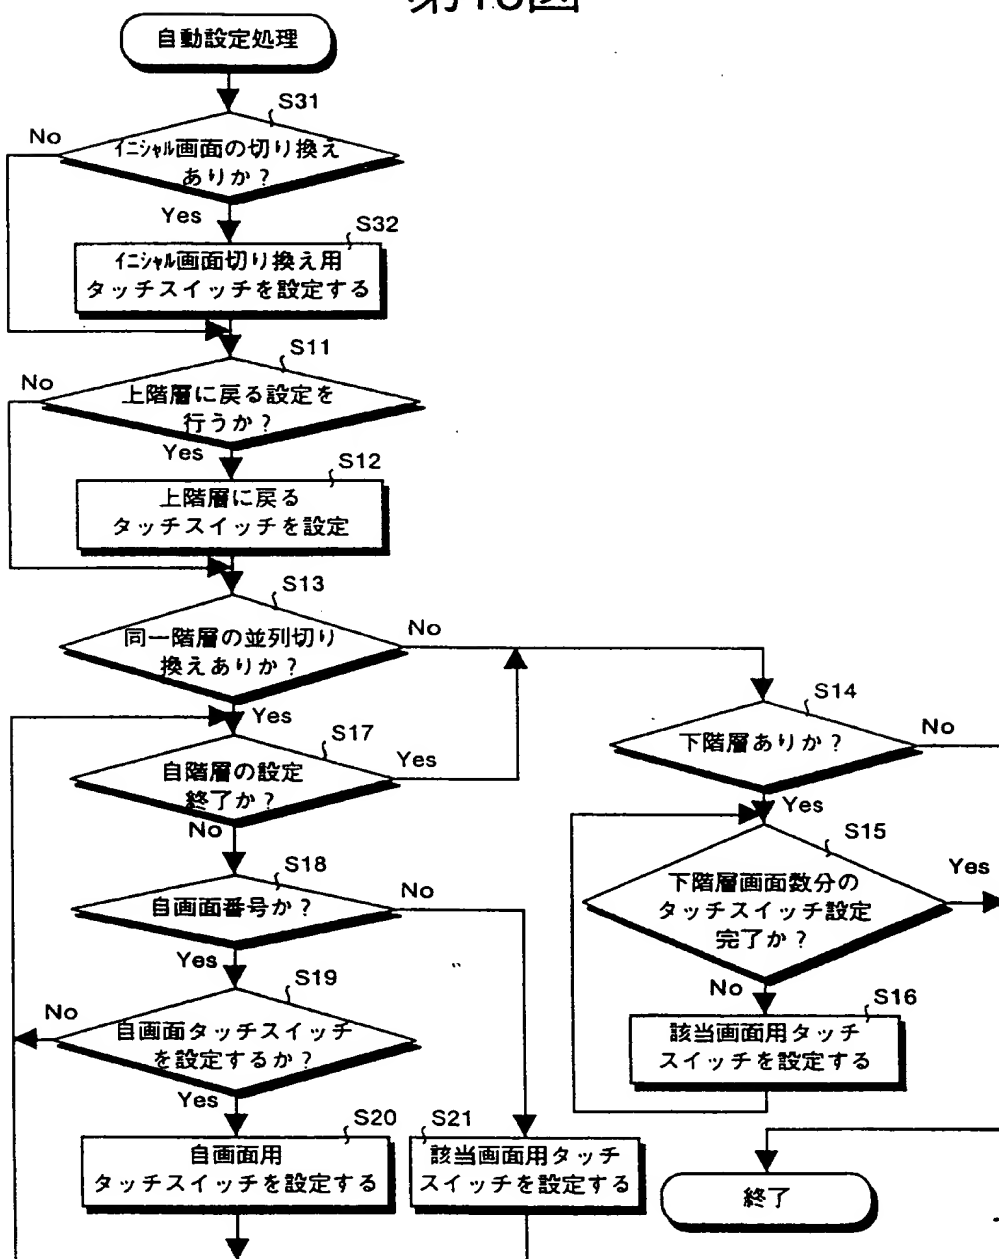 自動設定処理
S31
No
イニシャル画面の切り換え
ありか？
Yes
S32
イニシャル画面切り換え用
タッチスイッチを設定する
S11
No
上階層に戻る設定を
行うか？
Yes
S12
上階層に戻る
タッチスイッチを設定
S13
No
同一階層の並列切り
換えありか？
Yes
S17
Yes
自階層の設定
終了か？
No
S18
No
自画面番号か？
Yes
S19
No
自画面タッチスイッチ
を設定するか？
Yes
S20
自画面用
タッチスイッチを設定する
S21
該当画面用タッチ
スイッチを設定する
S14
No
下階層ありか？
Yes
S15
Yes
下階層画面数分の
タッチスイッチ設定
完了か？
No
S16
該当画面用タッチ
スイッチを設定する
終了